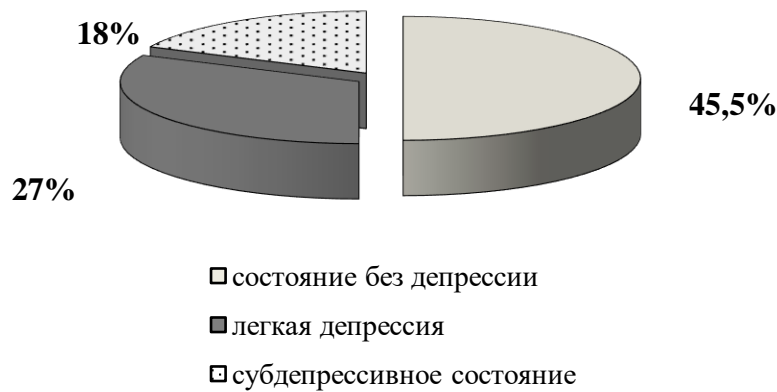 18%
45,5%
27%
состояние без депрессии
легкая депрессия
субдепрессивное состояние